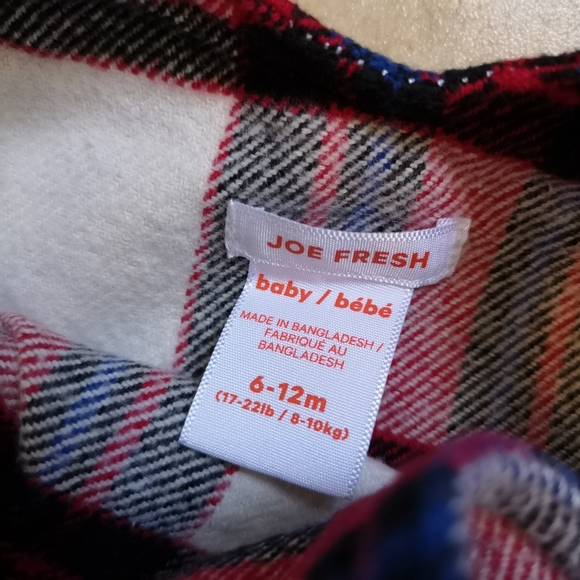 JOE FRESH
baby / bébé
MADE IN BANGLADESH /
FABRIQUÉ AU
BANGLADESH
6-12m
(17-22lb / 8-10kg)